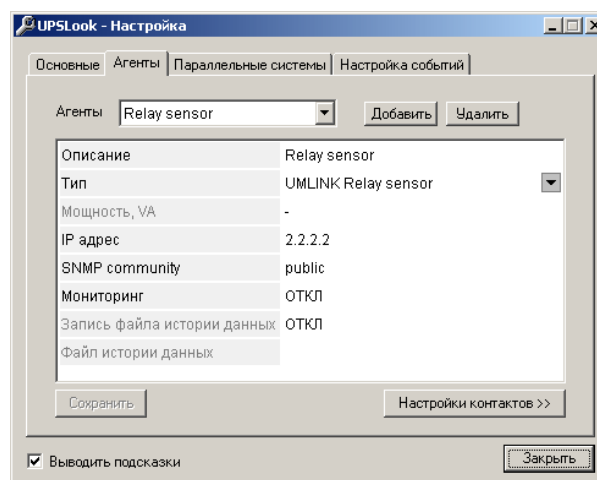 UPSLook - Настройка
Основные Агенты Параллельные системы Настройка событий
Агенты Relay sensor Добавить Удалить
Описание Relay sensor
Тип UMLINK Relay sensor
Мощность, VA -
IP адрес 2.2.2.2
SNMP community public
Мониторинг ОТКЛ
Запись файла истории данных ОТКЛ
Файл истории данных
Сохранить Настройки контактов >>
Выводить подсказки Закрыть